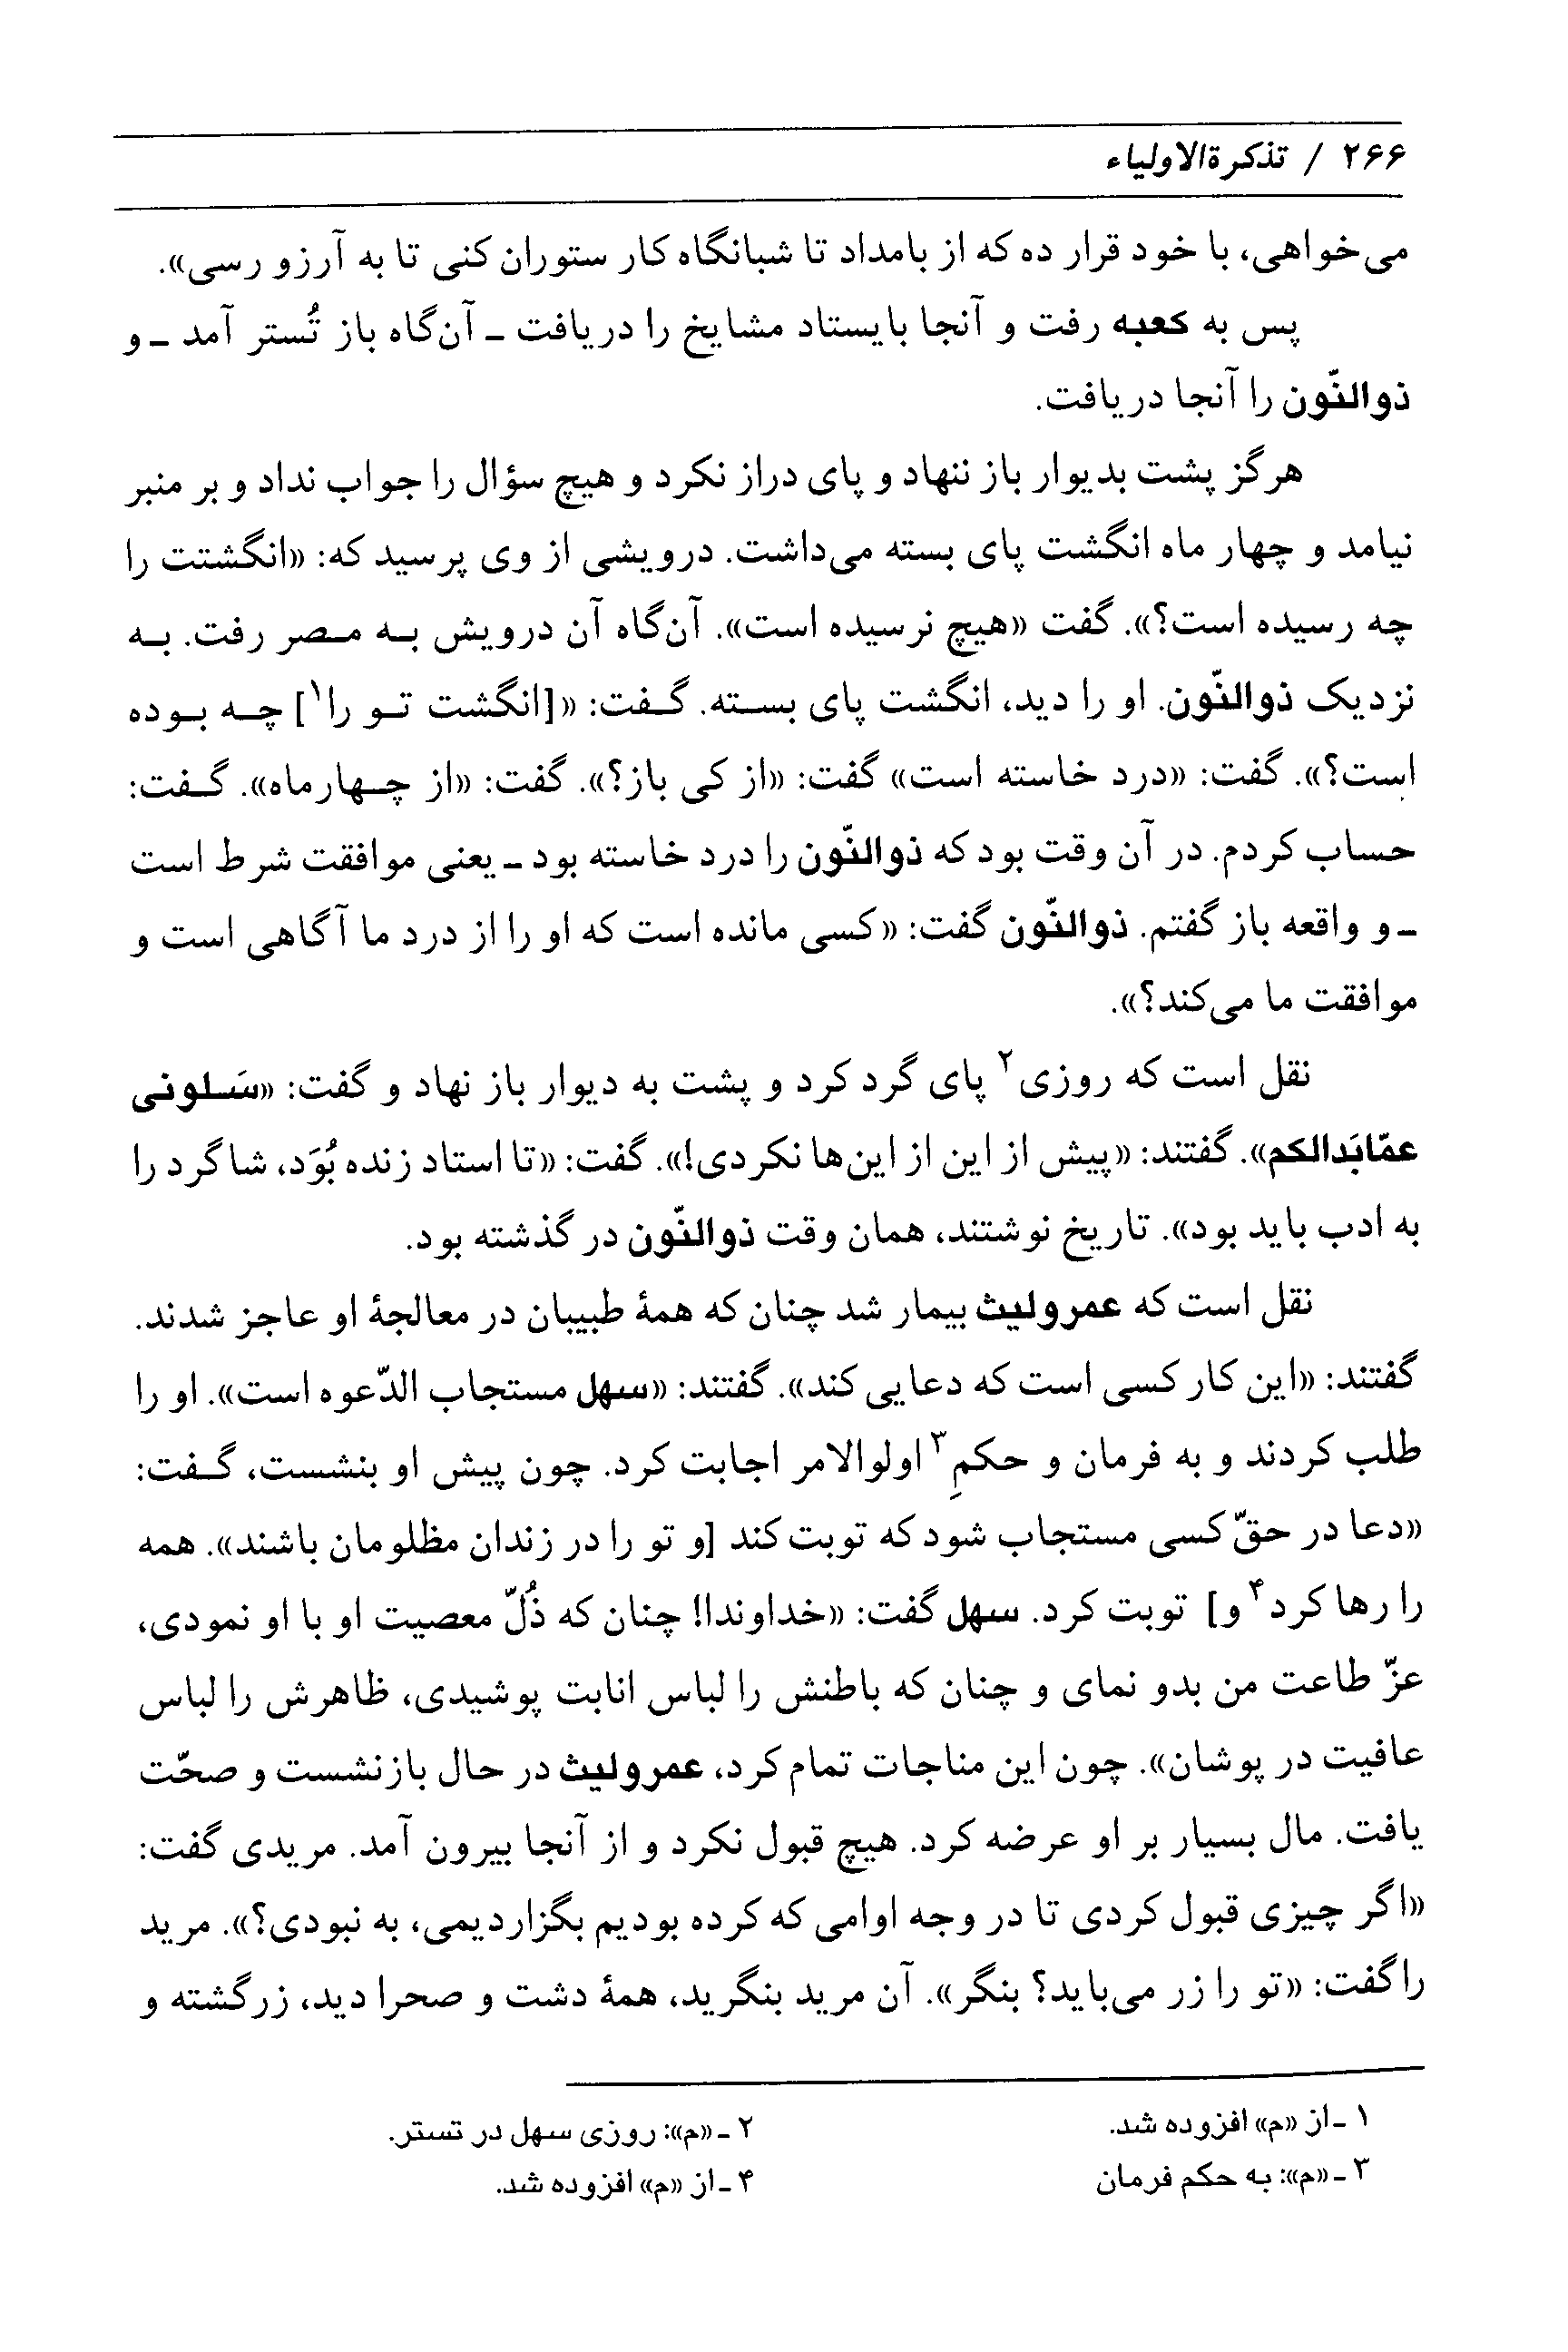 ۲۶۶ / تذکرةالاولیاء
می‌خواهی، با خود قرار ده که از بامداد تا شبانگاه کار ستوران کنی تا به آرزو رسی».
پس به کعبه رفت و آنجا بایستاد مشایخ را دریافت ـ آن‌گاه باز تُستر آمد ـ و
ذوالنّون را آنجا دریافت.
هرگز پشت بدیوار باز ننهاد و پای دراز نکرد و هیچ سؤال را جواب نداد و بر منبر
نیامد و چهار ماه انگشت پای بسته می‌داشت. درویشی از وی پرسید که: «انگشتت را
چه رسیده است؟». گفت «هیچ نرسیده است». آن‌گاه آن درویش به مصر رفت. به
نزدیک ذوالنّون. او را دید، انگشت پای بسته. گفت: «[انگشت تو را۱] چه بوده
است؟». گفت: «درد خاسته است» گفت: «از کی باز؟». گفت: «از چهارماه». گفت:
حساب کردم. در آن وقت بود که ذوالنّون را درد خاسته بود ـ یعنی موافقت شرط است
ـ و واقعه باز گفتم. ذوالنّون گفت: «کسی مانده است که او را از درد ما آگاهی است و
موافقت ما می‌کند؟».
نقل است که روزی۲ پای گرد کرد و پشت به دیوار باز نهاد و گفت: «سَلونی
عمّابَدالکم». گفتند: «پیش از این از این‌ها نکردی!». گفت: «تا استاد زنده بُوَد، شاگرد را
به ادب باید بود». تاریخ نوشتند، همان وقت ذوالنّون در گذشته بود.
نقل است که عمرولیث بیمار شد چنان که همهٔ طبیبان در معالجهٔ او عاجز شدند.
گفتند: «این کار کسی است که دعایی کند». گفتند: «سهل مستجاب الدّعوه است». او را
طلب کردند و به فرمان و حکمِ۳ اولوالامر اجابت کرد. چون پیش او بنشست، گفت:
«دعا در حقّ کسی مستجاب شود که توبت کند [و تو را در زندان مظلومان باشند». همه
را رها کرد۴ و] توبت کرد. سهل گفت: «خداوندا! چنان که ذُلّ معصیت او با او نمودی،
عزّ طاعت من بدو نمای و چنان که باطنش را لباس انابت پوشیدی، ظاهرش را لباس
عافیت در پوشان». چون این مناجات تمام کرد، عمرولیث در حال بازنشست و صحّت
یافت. مال بسیار بر او عرضه کرد. هیچ قبول نکرد و از آنجا بیرون آمد. مریدی گفت:
«اگر چیزی قبول کردی تا در وجه اوامی که کرده بودیم بگزاردیمی، به نبودی؟». مرید
را گفت: «تو را زر می‌باید؟ بنگر». آن مرید بنگرید، همهٔ دشت و صحرا دید، زرگشته و
۱ ـ از «م» افزوده شد.
۲ ـ «م»: روزی سهل در تستر.
۳ ـ «م»: به حکم فرمان
۴ ـ از «م» افزوده شد.